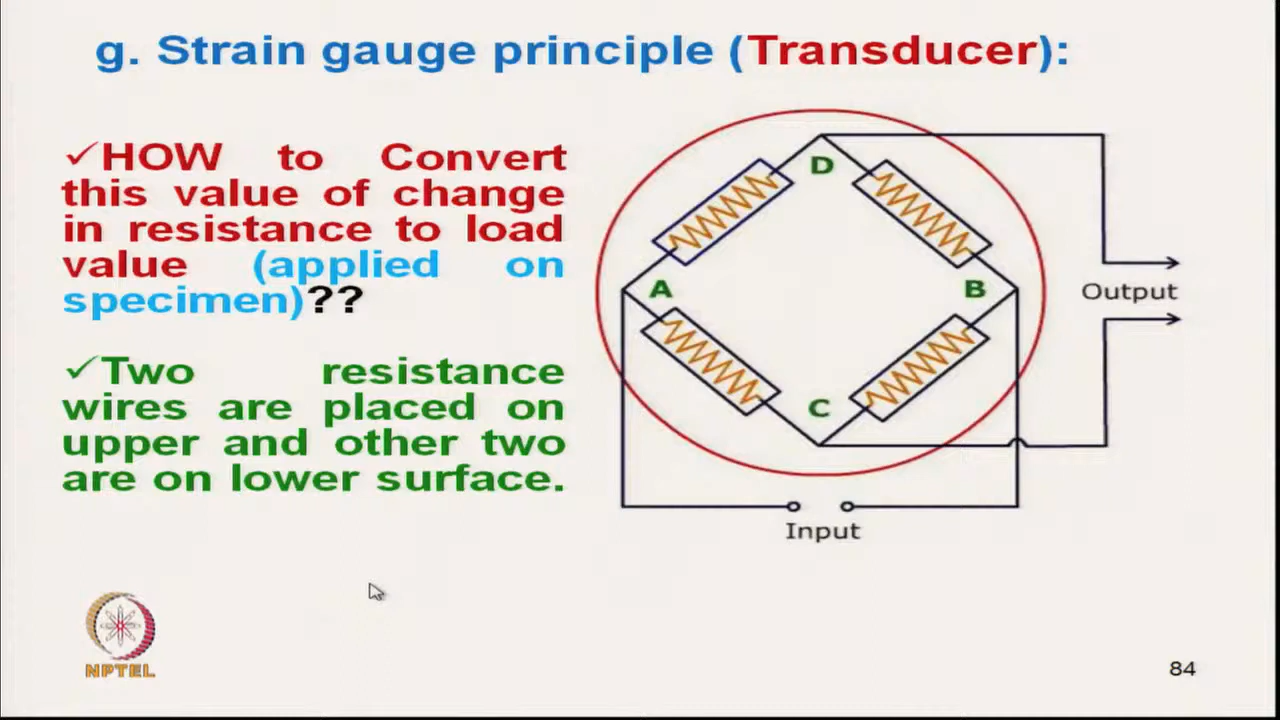 g. Strain gauge principle (Transducer):
✓HOW to Convert
this value of change
in resistance to load
value (applied on
specimen)??
✓Two resistance
wires are placed on
upper and other two
are on lower surface.
D
A
B
C
Output
Input
NPTEL
84